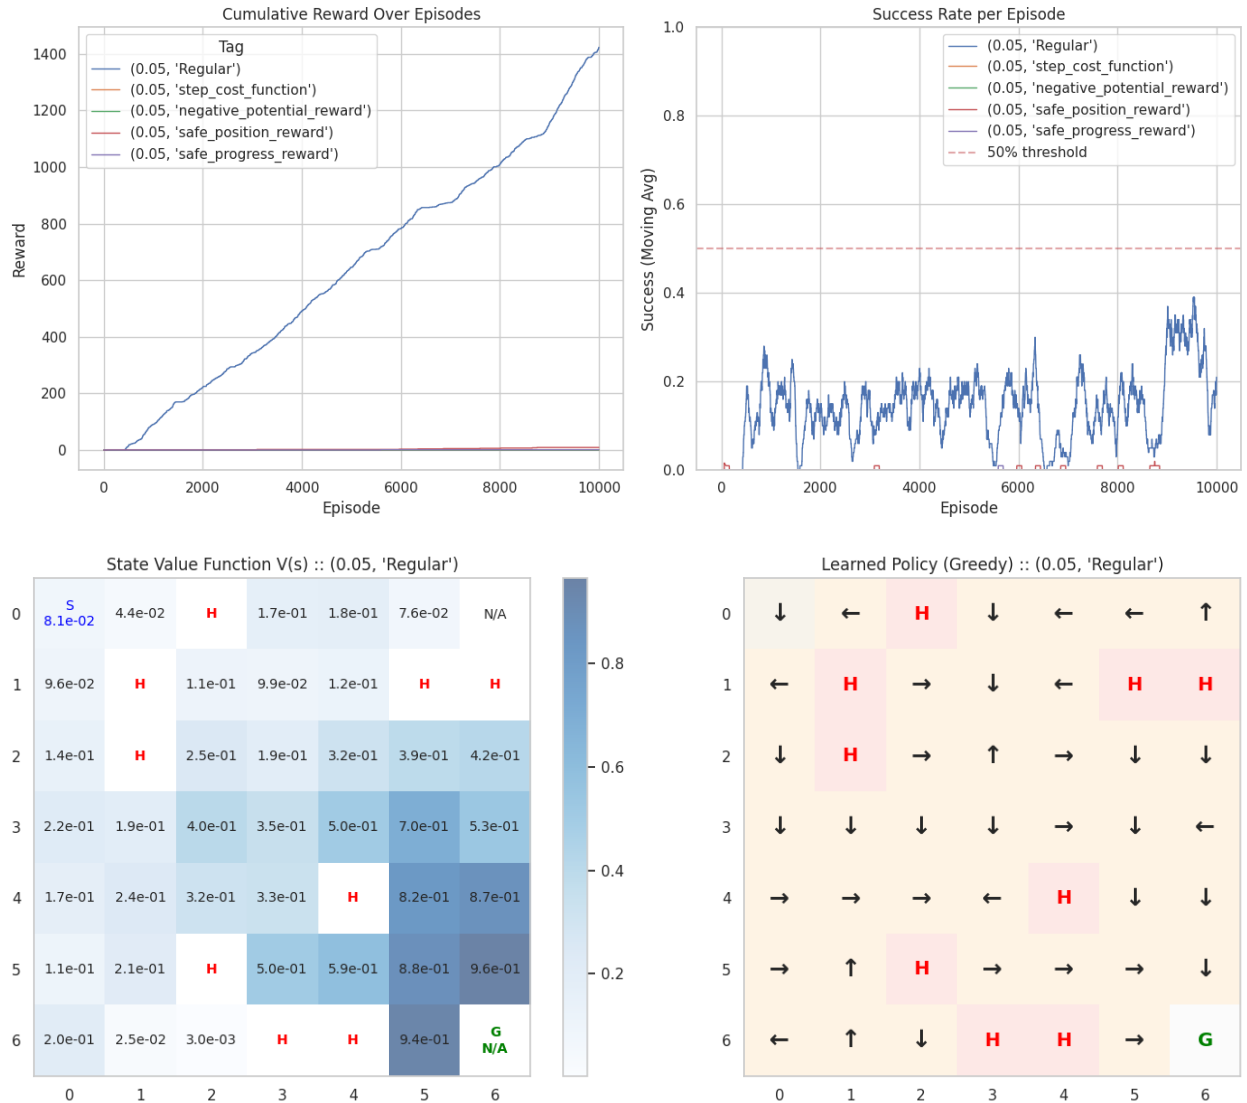 Cumulative Reward Over Episodes
Tag
(0.05, 'Regular')
(0.05, 'step_cost_function')
(0.05, 'negative_potential_reward')
(0.05, 'safe_position_reward')
(0.05, 'safe_progress_reward')
1400
1200
1000
800
600
400
200
0
Reward
0 2000 4000 6000 8000 10000
Episode
Success Rate per Episode
(0.05, 'Regular')
(0.05, 'step_cost_function')
(0.05, 'negative_potential_reward')
(0.05, 'safe_position_reward')
(0.05, 'safe_progress_reward')
50% threshold
1.0
0.8
0.6
0.4
0.2
0.0
Success (Moving Avg)
0 2000 4000 6000 8000 10000
Episode
State Value Function V(s) :: (0.05, 'Regular')
S
0 8.1e-02 4.4e-02 H 1.7e-01 1.8e-01 7.6e-02 N/A
1 9.6e-02 H 1.1e-01 9.9e-02 1.2e-01 H H
2 1.4e-01 H 2.5e-01 1.9e-01 3.2e-01 3.9e-01 4.2e-01
3 2.2e-01 1.9e-01 4.0e-01 3.5e-01 5.0e-01 7.0e-01 5.3e-01
4 1.7e-01 2.4e-01 3.2e-01 3.3e-01 H 8.2e-01 8.7e-01
5 1.1e-01 2.1e-01 H 5.0e-01 5.9e-01 8.8e-01 9.6e-01
G
6 2.0e-01 2.5e-02 3.0e-03 H H 9.4e-01 N/A
0 1 2 3 4 5 6
0.8
0.6
0.4
0.2
Learned Policy (Greedy) :: (0.05, 'Regular')
0 ↓ ← H ↓ ← ← ↑
1 ← H → ↓ ← H H
2 ↓ H → ↑ → ↓ ↓
3 ↓ ↓ ↓ ↓ → ↓ ←
4 → → → ← H ↓ ↓
5 → ↑ H → → → ↓
6 ← ↑ ↓ H H → G
0 1 2 3 4 5 6